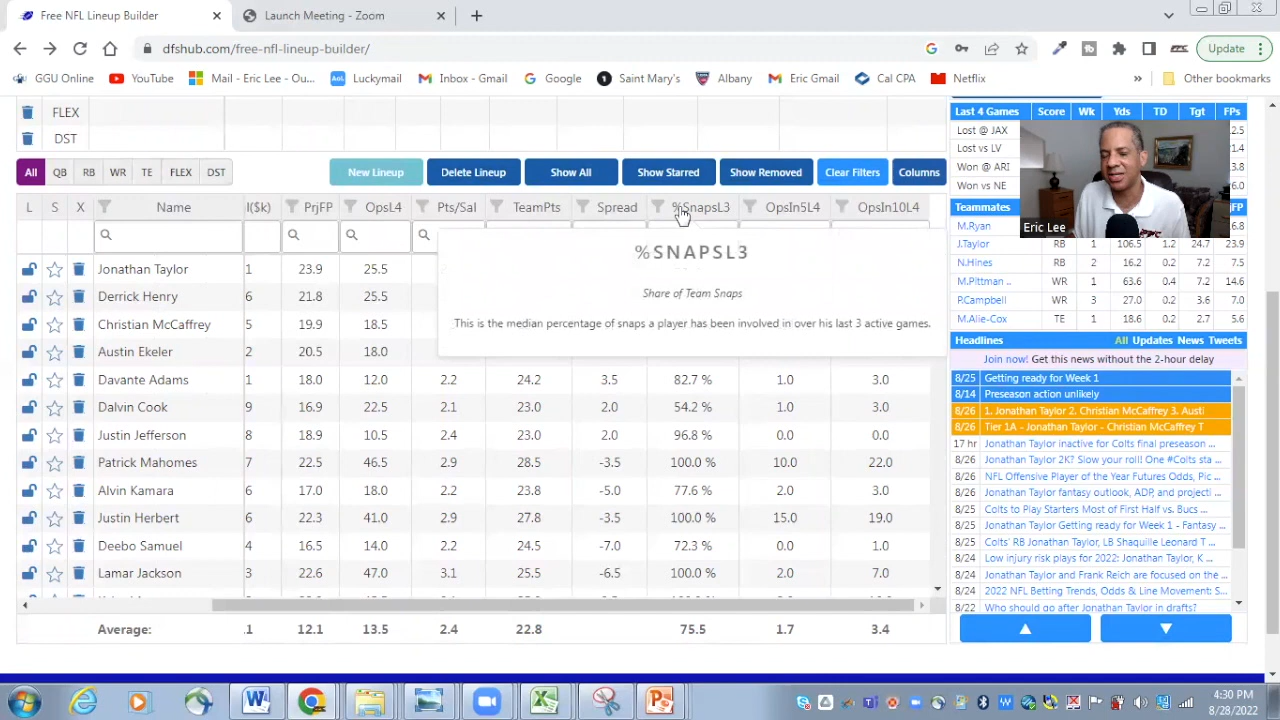 Free NFL Lineup Builder
Launch Meeting - Zoom
dfshub.com/free-nfl-lineup-builder/
Update
GGU Online YouTube Mail - Eric Lee - Ou... Luckymail Inbox - Gmail Google Saint Mary's Albany Eric Gmail Cal CPA Netflix » Other bookmarks
FLEX
DST
All QB RB WR TE FLEX DST New Lineup Delete Lineup Show All Show Starred Show Removed Clear Filters Columns
L S X Name l($k) PrjFP OpsL4 Pts/Sal TeamPts Spread %SnapsL3 OpsIn5L4 OpsIn10L4
%SNAPSL3
Share of Team Snaps
This is the median percentage of snaps a player has been involved in over his last 3 active games.
Jonathan Taylor 1 23.9 25.5
Derrick Henry 6 21.8 25.5
Christian McCaffrey 5 19.9 18.5
Austin Ekeler 2 20.5 18.0
Davante Adams 1 18.0 12.0 2.2 24.2 3.5 82.7 % 1.0 3.0
Dalvin Cook 9 16.9 22.5 2.1 23.0 2.0 54.2 % 1.0 3.0
Justin Jefferson 8 18.9 10.5 2.4 23.0 2.0 96.8 % 0.0 0.0
Patrick Mahomes 7 22.5 46.5 2.9 28.5 -3.5 100.0 % 10.0 22.0
Alvin Kamara 6 17.0 18.0 2.2 23.8 -5.0 77.6 % 2.0 3.0
Justin Herbert 6 22.3 41.0 2.9 27.8 -3.5 100.0 % 15.0 19.0
Deebo Samuel 4 16.5 14.0 2.2 24.5 -7.0 72.3 % 0.0 1.0
Lamar Jackson 3 22.6 47.5 3.1 25.5 -6.5 100.0 % 2.0 7.0
Average: .1 12.1 13.5 2.4 22.8 75.5 1.7 3.4
Last 4 Games Score Wk Yds TD Tgt FPs
Lost @ JAX 2.5
Lost vs LV 1.4
Won @ ARI 3.8
Won vs NE 6.0
Eric Lee
Teammates FP
M.Ryan 6.8
J.Taylor RB 1 106.5 1.2 24.7 23.9
N.Hines RB 2 16.2 0.2 7.2 7.5
M.Pittman .. WR 1 63.6 0.4 7.2 14.6
P.Campbell WR 3 27.0 0.2 3.6 7.0
M.Alie-Cox TE 1 18.6 0.2 2.7 5.6
Headlines All Updates News Tweets
Join now! Get this news without the 2-hour delay
8/25 Getting ready for Week 1
8/14 Preseason action unlikely
8/26 1. Jonathan Taylor 2. Christian McCaffrey 3. Austi
8/26 Tier 1A - Jonathan Taylor - Christian McCaffrey T
17 hr Jonathan Taylor inactive for Colts final preseason ...
8/26 Jonathan Taylor 2K? Slow your roll! One #Colts sta ...
8/26 NFL Offensive Player of the Year Futures Odds, Pic ...
8/26 Jonathan Taylor fantasy outlook, ADP, and projecti ...
8/25 Colts to Play Starters Most of First Half vs. Bucs ...
8/25 Jonathan Taylor Getting ready for Week 1 - Fantasy ...
8/25 Colts' RB Jonathan Taylor, LB Shaquille Leonard T ...
8/24 Low injury risk plays for 2022: Jonathan Taylor, K ...
8/24 Jonathan Taylor and Frank Reich are focused on the ...
8/24 2022 NFL Betting Trends, Odds & Line Movement: S...
8/22 Who should go after Jonathan Taylor in drafts?
4:30 PM
8/28/2022